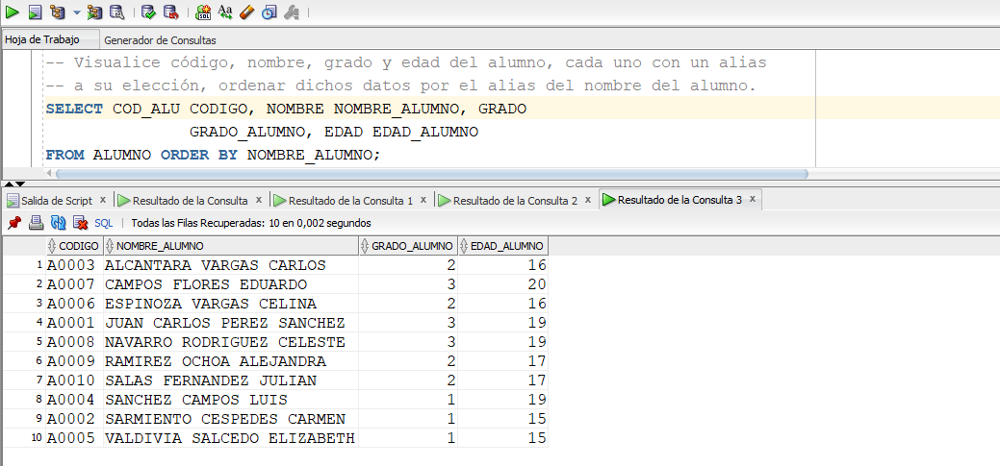 Hoja de Trabajo Generador de Consultas
-- Visualice código, nombre, grado y edad del alumno, cada uno con un alias
-- a su elección, ordenar dichos datos por el alias del nombre del alumno.
SELECT COD_ALU CODIGO, NOMBRE NOMBRE_ALUMNO, GRADO
GRADO_ALUMNO, EDAD EDAD_ALUMNO
FROM ALUMNO ORDER BY NOMBRE_ALUMNO;
Salida de Script x Resultado de la Consulta x Resultado de la Consulta 1 x Resultado de la Consulta 2 x Resultado de la Consulta 3 x
SQL Todas las Filas Recuperadas: 10 en 0,002 segundos
CODIGO NOMBRE_ALUMNO GRADO_ALUMNO EDAD_ALUMNO
1 A0003 ALCANTARA VARGAS CARLOS 2 16
2 A0007 CAMPOS FLORES EDUARDO 3 20
3 A0006 ESPINOZA VARGAS CELINA 2 16
4 A0001 JUAN CARLOS PEREZ SANCHEZ 3 19
5 A0008 NAVARRO RODRIGUEZ CELESTE 3 19
6 A0009 RAMIREZ OCHOA ALEJANDRA 2 17
7 A0010 SALAS FERNANDEZ JULIAN 2 17
8 A0004 SANCHEZ CAMPOS LUIS 1 19
9 A0002 SARMIENTO CESPEDES CARMEN 1 15
10 A0005 VALDIVIA SALCEDO ELIZABETH 1 15